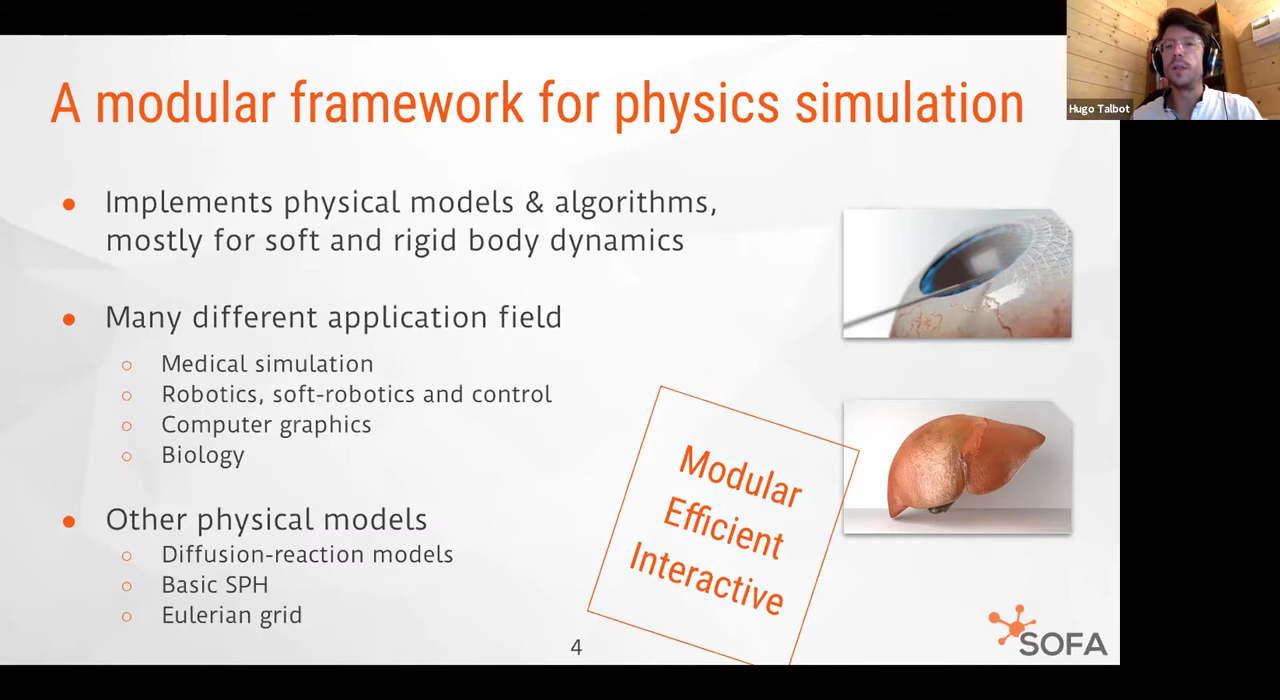 A modular framework for physics simulation
Hugo Talbot
Implements physical models & algorithms,
mostly for soft and rigid body dynamics
Many different application field
Medical simulation
Robotics, soft-robotics and control
Computer graphics
Biology
Other physical models
Diffusion-reaction models
Basic SPH
Eulerian grid
Modular
Efficient
Interactive
4
SOFA